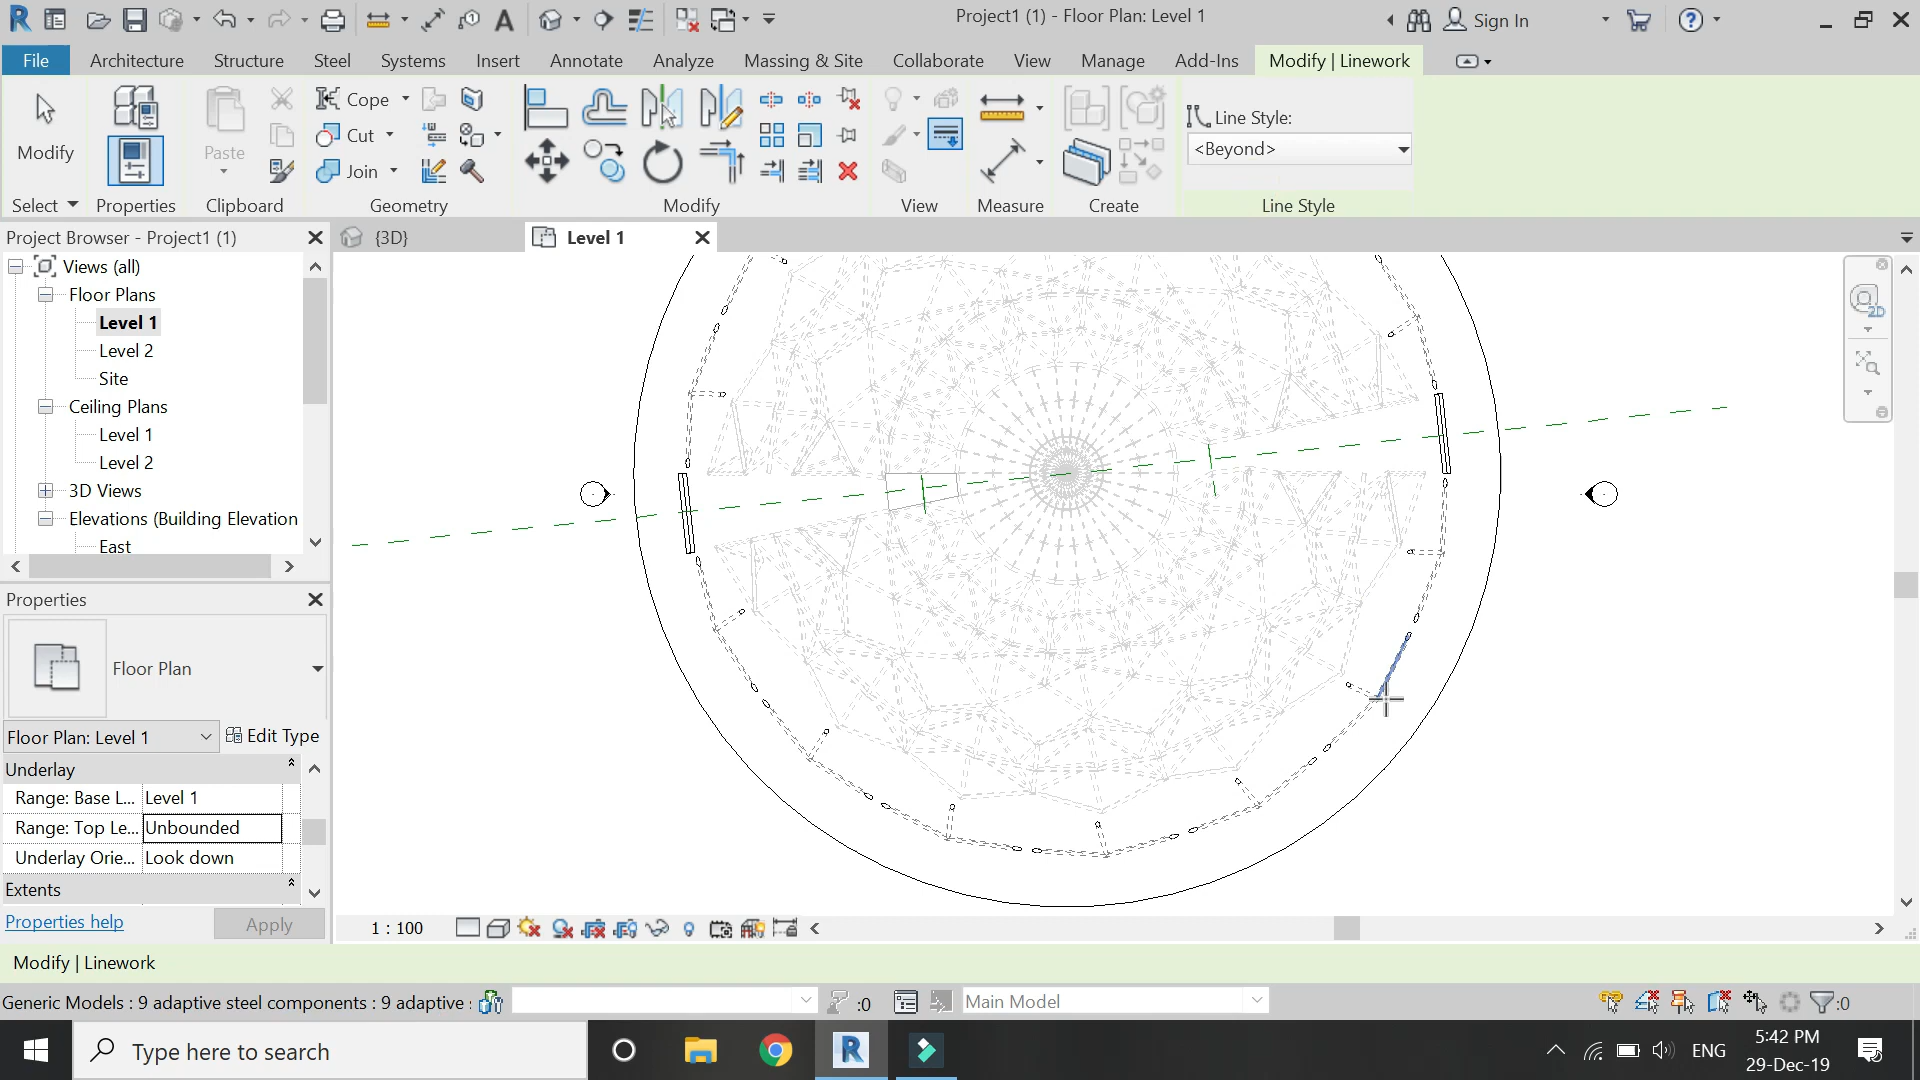 Project1 (1) - Floor Plan: Level 1
Sign In
File
Architecture
Structure
Steel
Systems
Insert
Annotate
Analyze
Massing & Site
Collaborate
View
Manage
Add-Ins
Modify | Linework
Modify
Paste
Cope
Cut
Join
Line Style:
<Beyond>
Select
Properties
Clipboard
Geometry
Modify
View
Measure
Create
Line Style
Project Browser - Project1 (1)
{3D}
Level 1
Views (all)
Floor Plans
Level 1
Level 2
Site
Ceiling Plans
Level 1
Level 2
3D Views
Elevations (Building Elevation
East
2D
Properties
Floor Plan
Floor Plan: Level 1
Edit Type
Underlay
Range: Base L... Level 1
Range: Top Le... Unbounded
Underlay Orie... Look down
Extents
Properties help
Apply
1 : 100
Modify | Linework
Generic Models : 9 adaptive steel components : 9 adaptive :
:0
Main Model
:0
Type here to search
ENG
5:42 PM
29-Dec-19